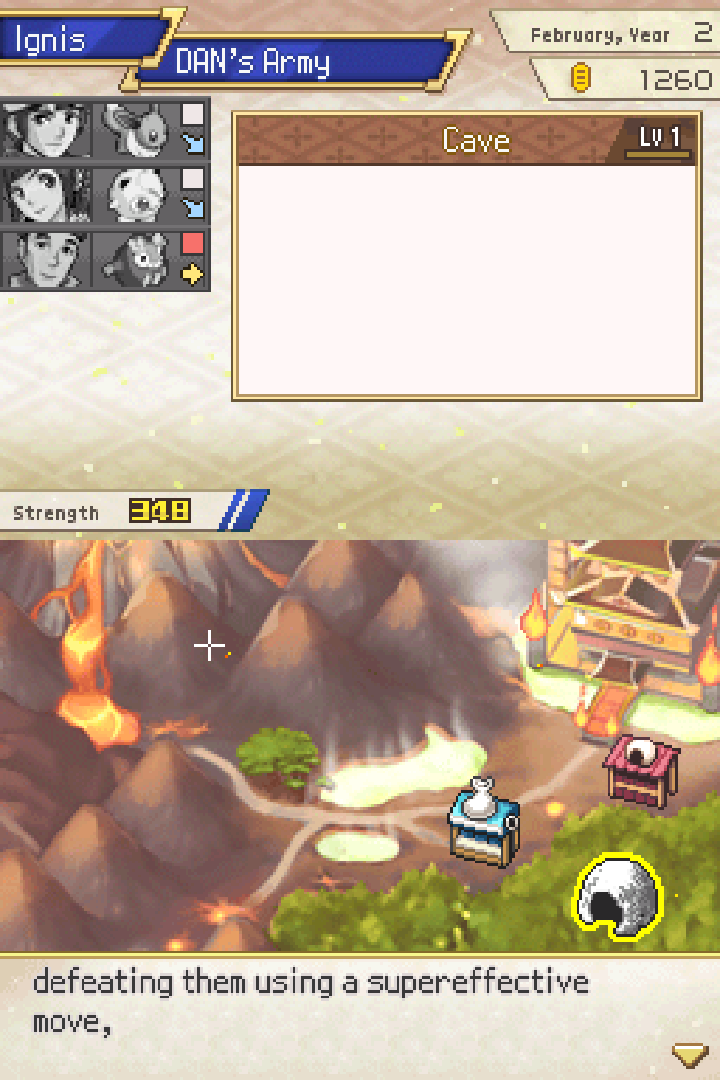 Ignis
DAN's Army
February, Year 2
1260
Cave
Lv 1
Strength 348
defeating them using a supereffective
move,